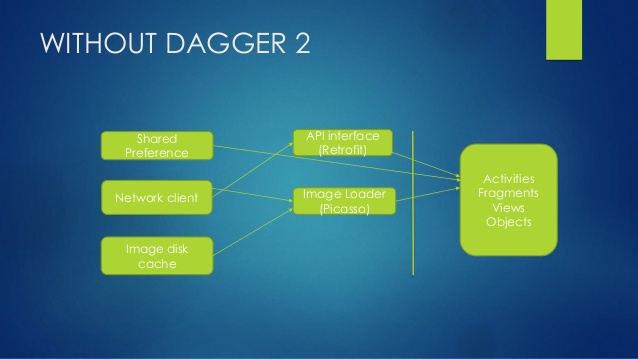 WITHOUT DAGGER 2
Shared
Preference
API interface
(Retrofit)
Network client
Image Loader
(Picasso)
Image disk
cache
Activities
Fragments
Views
Objects